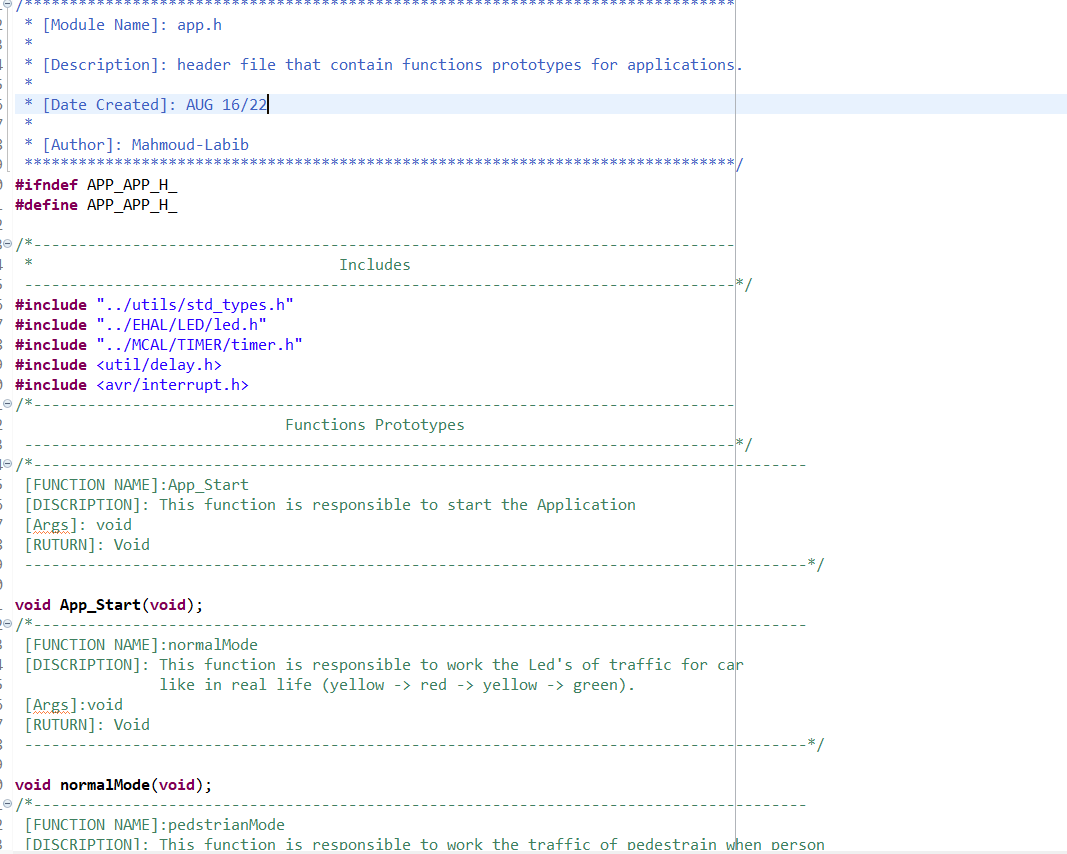 /*******************************************************************************
* [Module Name]: app.h
*
* [Description]: header file that contain functions prototypes for applications.
*
* [Date Created]: AUG 16/22
*
* [Author]: Mahmoud-Labib
*******************************************************************************/
#ifndef APP_APP_H_
#define APP_APP_H_
/*------------------------------------------------------------------------------
* Includes
-------------------------------------------------------------------------------*/
#include "../utils/std_types.h"
#include "../EHAL/LED/led.h"
#include "../MCAL/TIMER/timer.h"
#include <util/delay.h>
#include <avr/interrupt.h>
/*------------------------------------------------------------------------------
Functions Prototypes
-------------------------------------------------------------------------------*/
/*--------------------------------------------------------------------------------------
[FUNCTION NAME]:App_Start
[DISCRIPTION]: This function is responsible to start the Application
[Args]: void
[RUTURN]: Void
---------------------------------------------------------------------------------------*/
void App_Start(void);
/*--------------------------------------------------------------------------------------
[FUNCTION NAME]:normalMode
[DISCRIPTION]: This function is responsible to work the Led's of traffic for car
like in real life (yellow -> red -> yellow -> green).
[Args]:void
[RUTURN]: Void
---------------------------------------------------------------------------------------*/
void normalMode(void);
/*--------------------------------------------------------------------------------------
[FUNCTION NAME]:pedstrianMode
[DISCRIPTION]: This function is responsible to work the traffic of pedestrain when person